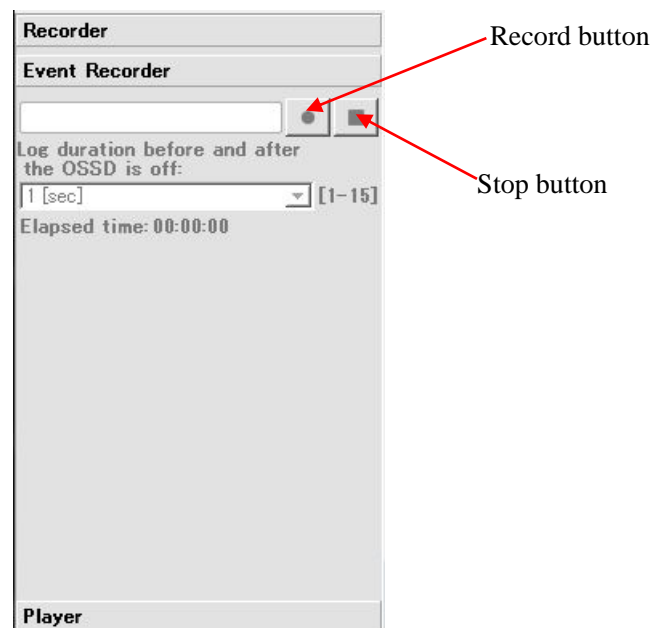 Recorder
Record button
Event Recorder
Log duration before and after
the OSSD is off:
1 [sec] [1-15]
Stop button
Elapsed time: 00:00:00
Player